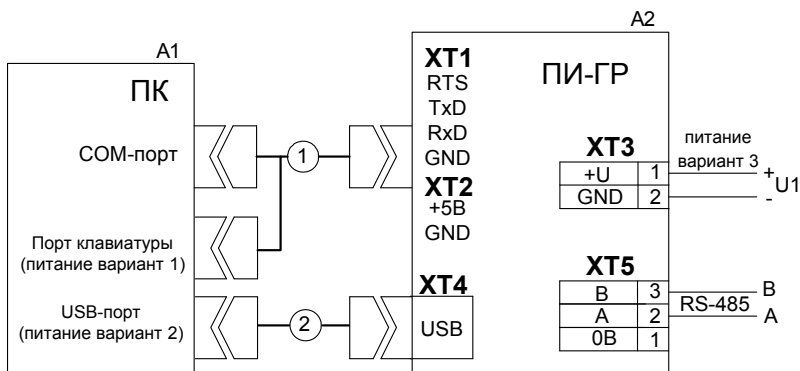 A1
A2
ПК
ПИ-ГР
XT1
RTS
TxD
RxD
GND
XT2
+5В
GND
COM-порт
1
Порт клавиатуры
(питание вариант 1)
USB-порт
(питание вариант 2)
2
XT4
USB
XT3
+U 1
GND 2
питание
вариант 3
+
U1
-
XT5
B 3
A 2
0В 1
RS-485
B
A